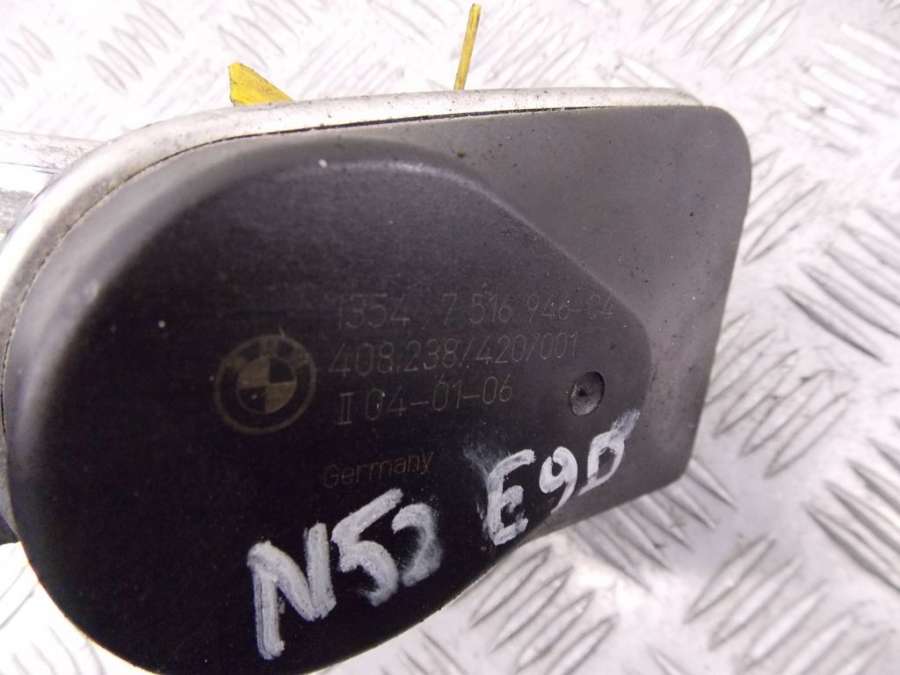 1354 7 516 946-04
408.238/420/001
II 04-01-06
Germany
N52 E90